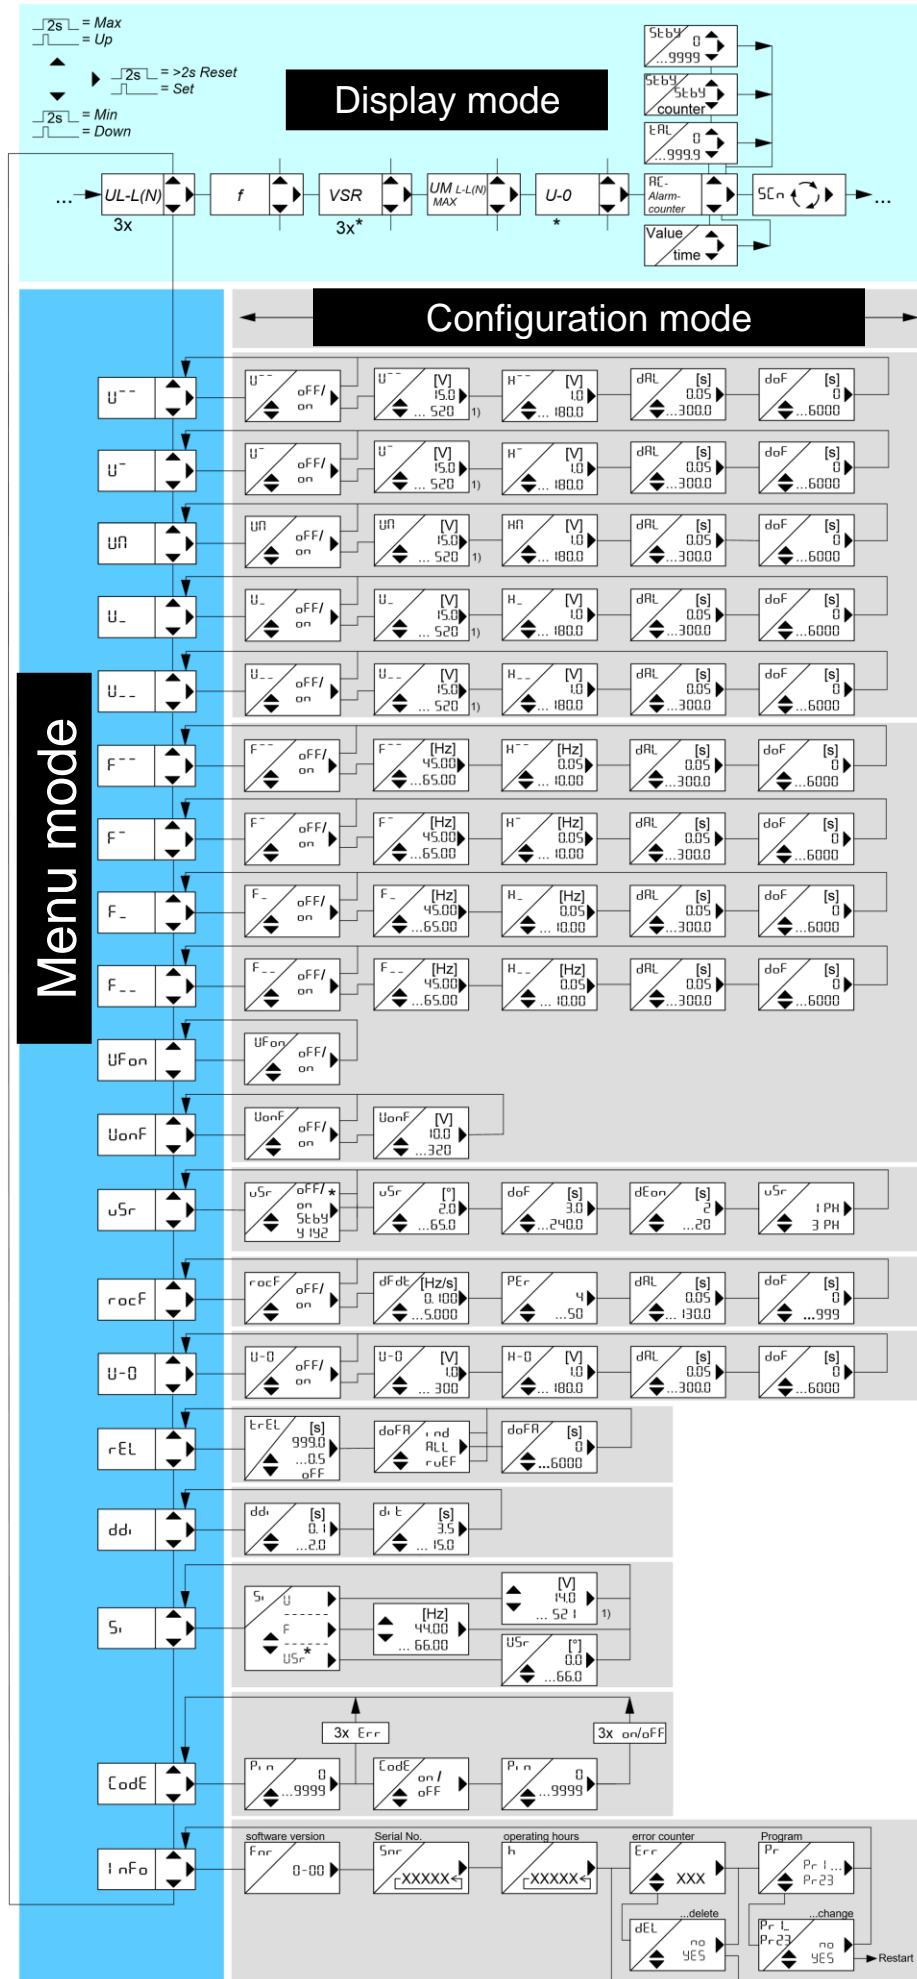 2s = Max
= Up
2s = >2s Reset
= Set
2s = Min
= Down
Display mode
Stby 0 ...9999
Stby Stby counter
tAL 0 ...999.9
... UL-L(N) f VSR UM L-L(N) MAX U-0 AC-Alarm-counter SCn ...
3x 3x* *
Value time
Configuration mode
Menu mode
U¯¯ U¯¯ oFF/ on U¯¯ [V] 15.0 ... 520 1) H¯¯ [V] 1.0 ... 180.0 dAL [s] 0.05 ...300.0 doF [s] 0 ...6000
U¯ U¯ oFF/ on U¯ [V] 15.0 ... 520 1) H¯ [V] 1.0 ... 180.0 dAL [s] 0.05 ...300.0 doF [s] 0 ...6000
UM UM oFF/ on UM [V] 15.0 ... 520 1) HM [V] 1.0 ... 180.0 dAL [s] 0.05 ...300.0 doF [s] 0 ...6000
U_ U_ oFF/ on U_ [V] 15.0 ... 520 1) H_ [V] 1.0 ... 180.0 dAL [s] 0.05 ...300.0 doF [s] 0 ...6000
U__ U__ oFF/ on U__ [V] 15.0 ... 520 1) H__ [V] 1.0 ... 180.0 dAL [s] 0.05 ...300.0 doF [s] 0 ...6000
F¯¯ F¯¯ oFF/ on F¯¯ [Hz] 45.00 ...65.00 H¯¯ [Hz] 0.05 ... 10.00 dAL [s] 0.05 ...300.0 doF [s] 0 ...6000
F¯ F¯ oFF/ on F¯ [Hz] 45.00 ...65.00 H¯ [Hz] 0.05 ... 10.00 dAL [s] 0.05 ...300.0 doF [s] 0 ...6000
F_ F_ oFF/ on F_ [Hz] 45.00 ...65.00 H_ [Hz] 0.05 ... 10.00 dAL [s] 0.05 ...300.0 doF [s] 0 ...6000
F__ F__ oFF/ on F__ [Hz] 45.00 ...65.00 H__ [Hz] 0.05 ... 10.00 dAL [s] 0.05 ...300.0 doF [s] 0 ...6000
UFon UFon oFF/ on
UonF UonF oFF/ on UonF [V] 10.0 ...320
uSr uSr oFF/* on Stby y1y2 uSr [°] 2.0 ...65.0 doF [s] 3.0 ...240.0 dEon [s] 2 ...20 uSr 1 PH 3 PH
rocF rocF oFF/ on dFdt [Hz/s] 0.100 ...5.000 PEr 4 ...50 dAL [s] 0.05 ... 130.0 doF [s] 0 ...999
U-0 U-0 oFF/ on U-0 [V] 1.0 ... 300 H-0 [V] 1.0 ... 180.0 dAL [s] 0.05 ...300.0 doF [s] 0 ...6000
rEL trEL [s] 999.0 ...0.5 oFF doFA ind ALL ruEF doFA [s] 0 ...6000
ddi ddi [s] 0.1 ...2.0 di t [s] 3.5 ... 15.0
Si Si U F USr* [Hz] 44.00 ... 66.00 [V] 14.0 ... 521 1) USr [°] 0.0 ...66.0
3x Err 3x on/oFF
CodE Pin 0 ...9999 CodE on / oFF Pin 0 ...9999
software version Serial No. operating hours error counter Program
InFo Fnr 0-00 Snr XXXXX h XXXXX Err XXX Pr Pr 1 ... Pr23
...delete ...change
dEL no YES Pr 1... Pr23 no YES Restart